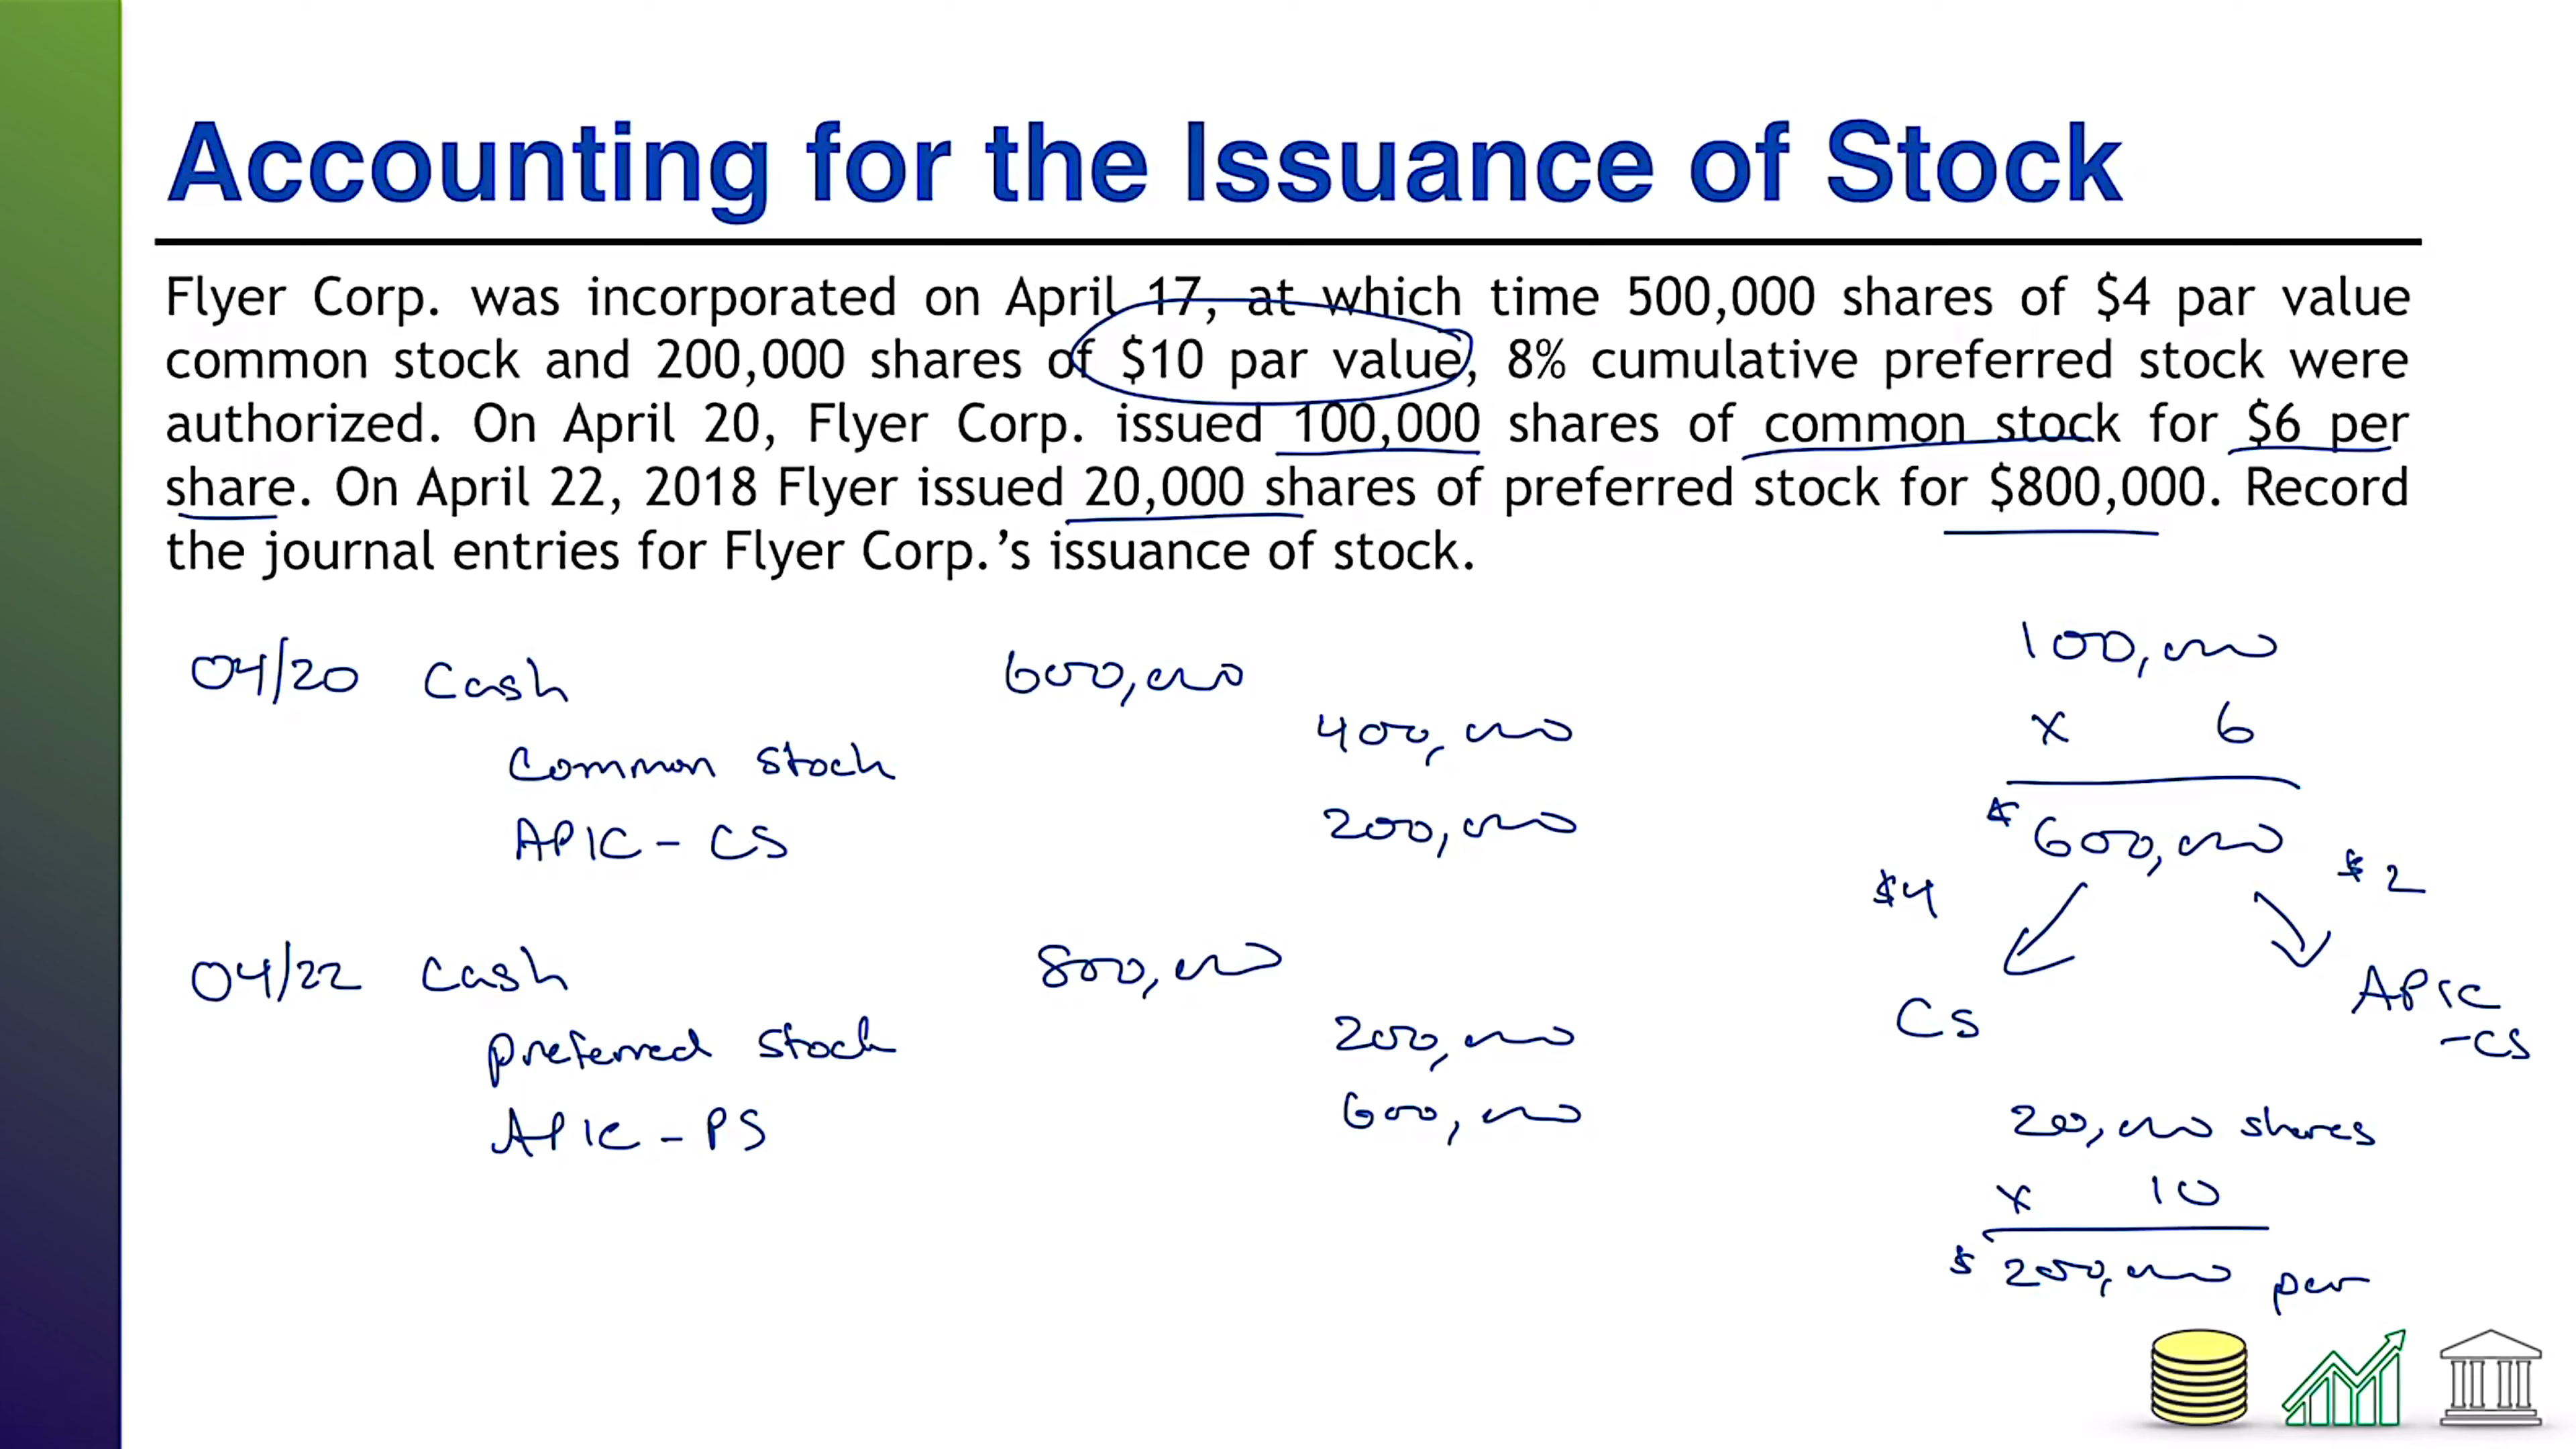 Accounting for the Issuance of Stock
Flyer Corp. was incorporated on April 17, at which time 500,000 shares of $4 par value
common stock and 200,000 shares of $10 par value, 8% cumulative preferred stock were
authorized. On April 20, Flyer Corp. issued 100,000 shares of common stock for $6 per
share. On April 22, 2018 Flyer issued 20,000 shares of preferred stock for $800,000. Record
the journal entries for Flyer Corp.’s issuance of stock.
04/20 Cash 600,000
Common Stock 400,000
APIC - CS 200,000
04/22 Cash 800,000
preferred stock 200,000
APIC - PS 600,000
100,000
x 6
$600,000
$4 $2
CS APIC
-CS
200,000 shares
x 10
$200,000 par